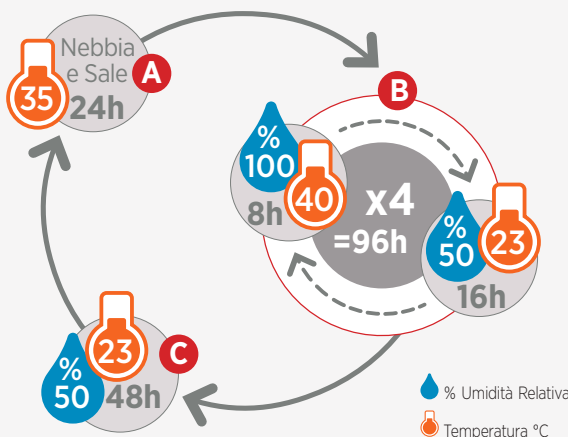 Nebbia
e Sale
A
35
24h
B
%
100
40
8h
x4
=96h
%
50
23
16h
23
C
%
50
48h
% Umidità Relativa
Temperatura °C